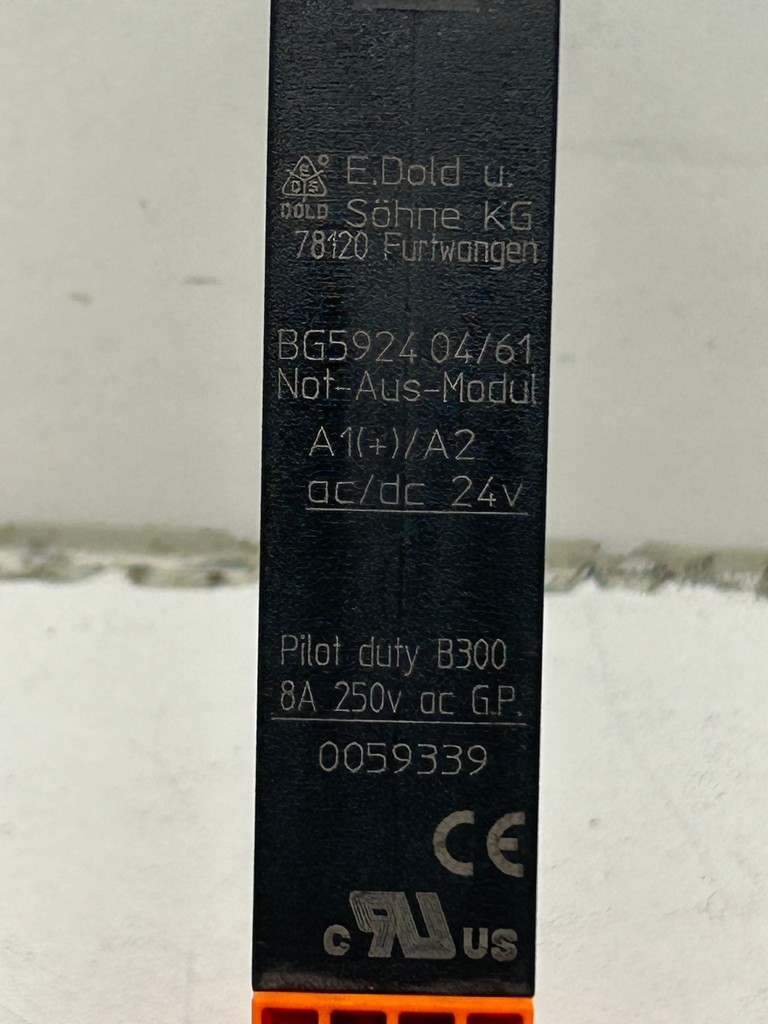 E.Dold u.
DOLD Söhne KG
78120 Furtwangen
BG5924.04/61
Not-Aus-Modul
A1(+)/A2
ac/dc 24v
Pilot duty B300
8A 250v ac G.P.
0059339
CE
c RU US